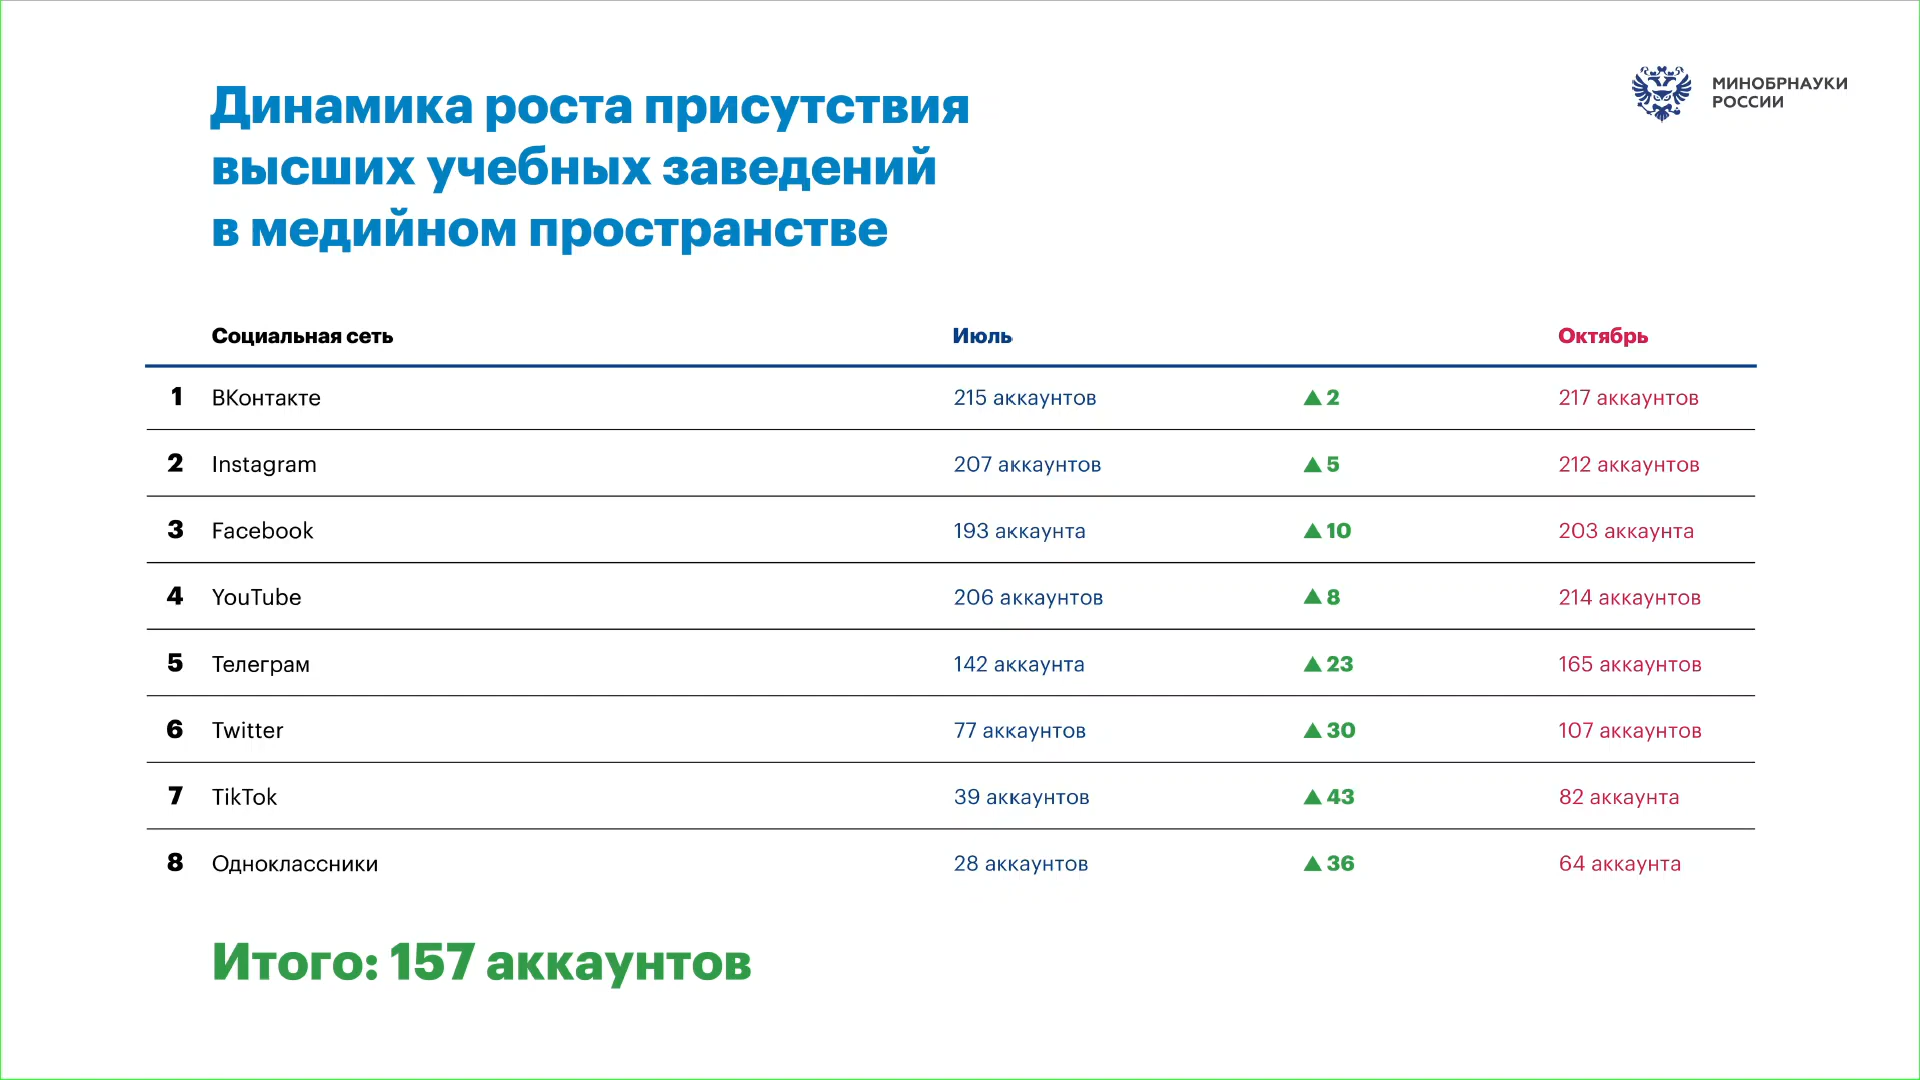 Динамика роста присутствия
высших учебных заведений
в медийном пространстве
МИНОБРНАУКИ
РОССИИ
Социальная сеть Июль Октябрь
1 ВКонтакте 215 аккаунтов ▲2 217 аккаунтов
2 Instagram 207 аккаунтов ▲5 212 аккаунтов
3 Facebook 193 аккаунта ▲10 203 аккаунта
4 YouTube 206 аккаунтов ▲8 214 аккаунтов
5 Телеграм 142 аккаунта ▲23 165 аккаунтов
6 Twitter 77 аккаунтов ▲30 107 аккаунтов
7 TikTok 39 аккаунтов ▲43 82 аккаунта
8 Одноклассники 28 аккаунтов ▲36 64 аккаунта
Итого: 157 аккаунтов